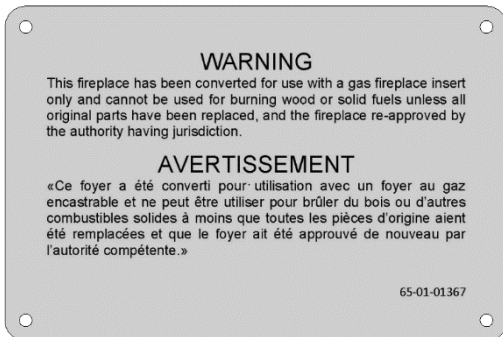 WARNING
This fireplace has been converted for use with a gas fireplace insert
only and cannot be used for burning wood or solid fuels unless all
original parts have been replaced, and the fireplace re-approved by
the authority having jurisdiction.
AVERTISSEMENT
«Ce foyer a été converti pour utilisation avec un foyer au gaz
encastrable et ne peut être utiliser pour brûler du bois ou d'autres
combustibles solides à moins que toutes les pièces d'origine aient
été remplacées et que le foyer ait été approuvé de nouveau par
l'autorité compétente.»
65-01-01367